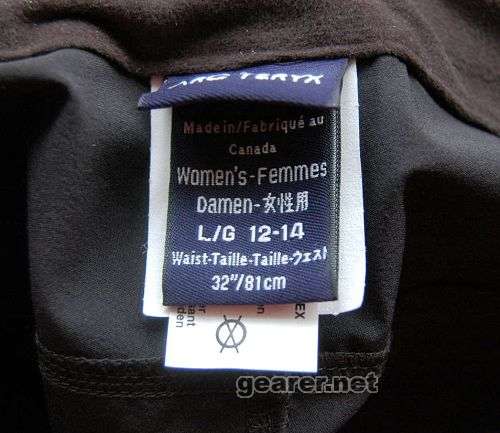 ARC'TERYX
Made in/Fabriqué au
Canada
Women's-Femmes
Damen-女性用
L/G 12-14
Waist-Taille-Taille-ウェスト
32"/81cm
gearer.net